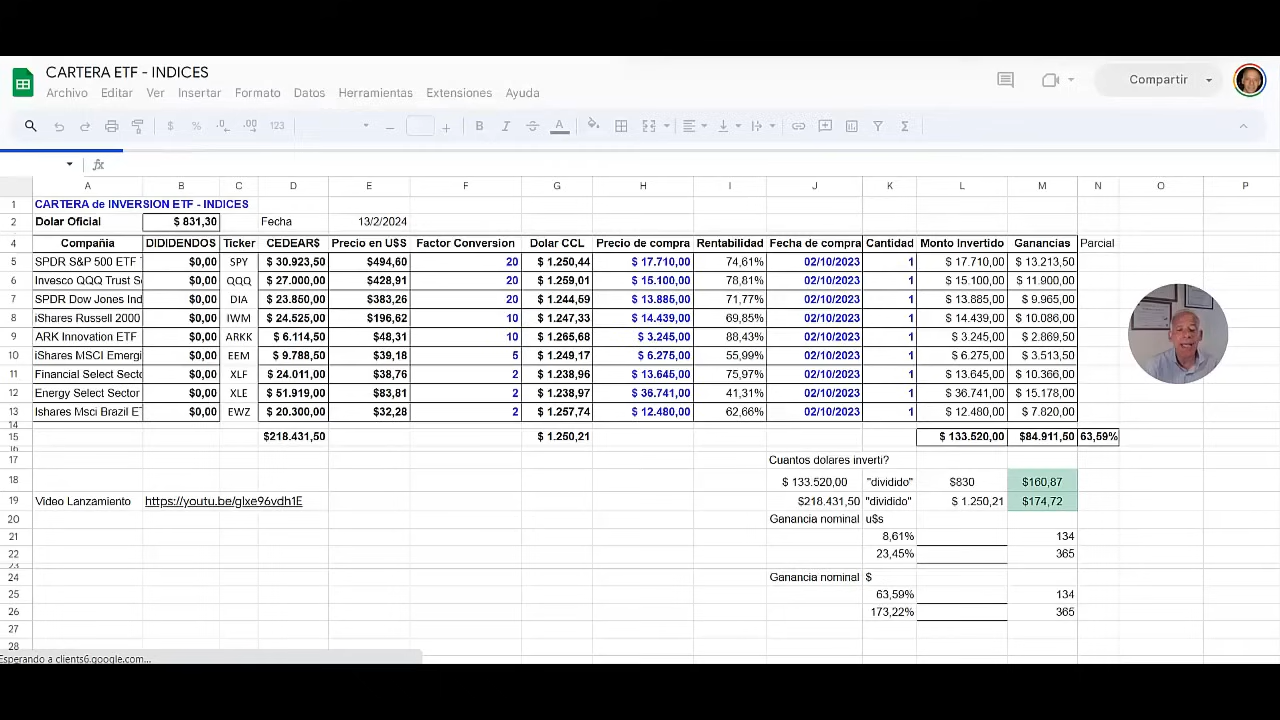 CARTERA ETF - INDICES
Archivo Editar Ver Insertar Formato Datos Herramientas Extensiones Ayuda
Compartir
$ % .0 .00 123
fx
A B C D E F G H I J K L M N O P
1 CARTERA de INVERSION ETF - INDICES
2 Dolar Oficial $ 831,30 Fecha 13/2/2024
4 Compañia DIDIDENDOS Ticker CEDEAR$ Precio en U$S Factor Conversion Dolar CCL Precio de compra Rentabilidad Fecha de compra Cantidad Monto Invertido Ganancias Parcial
5 SPDR S&P 500 ETF $0,00 SPY $ 30.923,50 $494,60 20 $ 1.250,44 $ 17.710,00 74,61% 02/10/2023 1 $ 17.710,00 $ 13.213,50
6 Invesco QQQ Trust S $0,00 QQQ $ 27.000,00 $428,91 20 $ 1.259,01 $ 15.100,00 78,81% 02/10/2023 1 $ 15.100,00 $ 11.900,00
7 SPDR Dow Jones Ind $0,00 DIA $ 23.850,00 $383,26 20 $ 1.244,59 $ 13.885,00 71,77% 02/10/2023 1 $ 13.885,00 $ 9.965,00
8 iShares Russell 2000 $0,00 IWM $ 24.525,00 $196,62 10 $ 1.247,33 $ 14.439,00 69,85% 02/10/2023 1 $ 14.439,00 $ 10.086,00
9 ARK Innovation ETF $0,00 ARKK $ 6.114,50 $48,31 10 $ 1.265,68 $ 3.245,00 88,43% 02/10/2023 1 $ 3.245,00 $ 2.869,50
10 iShares MSCI Emergi $0,00 EEM $ 9.788,50 $39,18 5 $ 1.249,17 $ 6.275,00 55,99% 02/10/2023 1 $ 6.275,00 $ 3.513,50
11 Financial Select Secto $0,00 XLF $ 24.011,00 $38,76 2 $ 1.238,96 $ 13.645,00 75,97% 02/10/2023 1 $ 13.645,00 $ 10.366,00
12 Energy Select Sector $0,00 XLE $ 51.919,00 $83,81 2 $ 1.238,97 $ 36.741,00 41,31% 02/10/2023 1 $ 36.741,00 $ 15.178,00
13 Ishares Msci Brazil ET $0,00 EWZ $ 20.300,00 $32,28 2 $ 1.257,74 $ 12.480,00 62,66% 02/10/2023 1 $ 12.480,00 $ 7.820,00
14
15 $218.431,50 $ 1.250,21 $ 133.520,00 $84.911,50 63,59%
16
17 Cuantos dolares inverti?
18 $ 133.520,00 "dividido" $830 $160,87
19 Video Lanzamiento https://youtu.be/glxe96vdh1E $218.431,50 "dividido" $ 1.250,21 $174,72
20 Ganancia nominal u$s
21 8,61% 134
22 23,45% 365
23
24 Ganancia nominal $
25 63,59% 134
26 173,22% 365
27
28
Esperando a clients6.google.com...